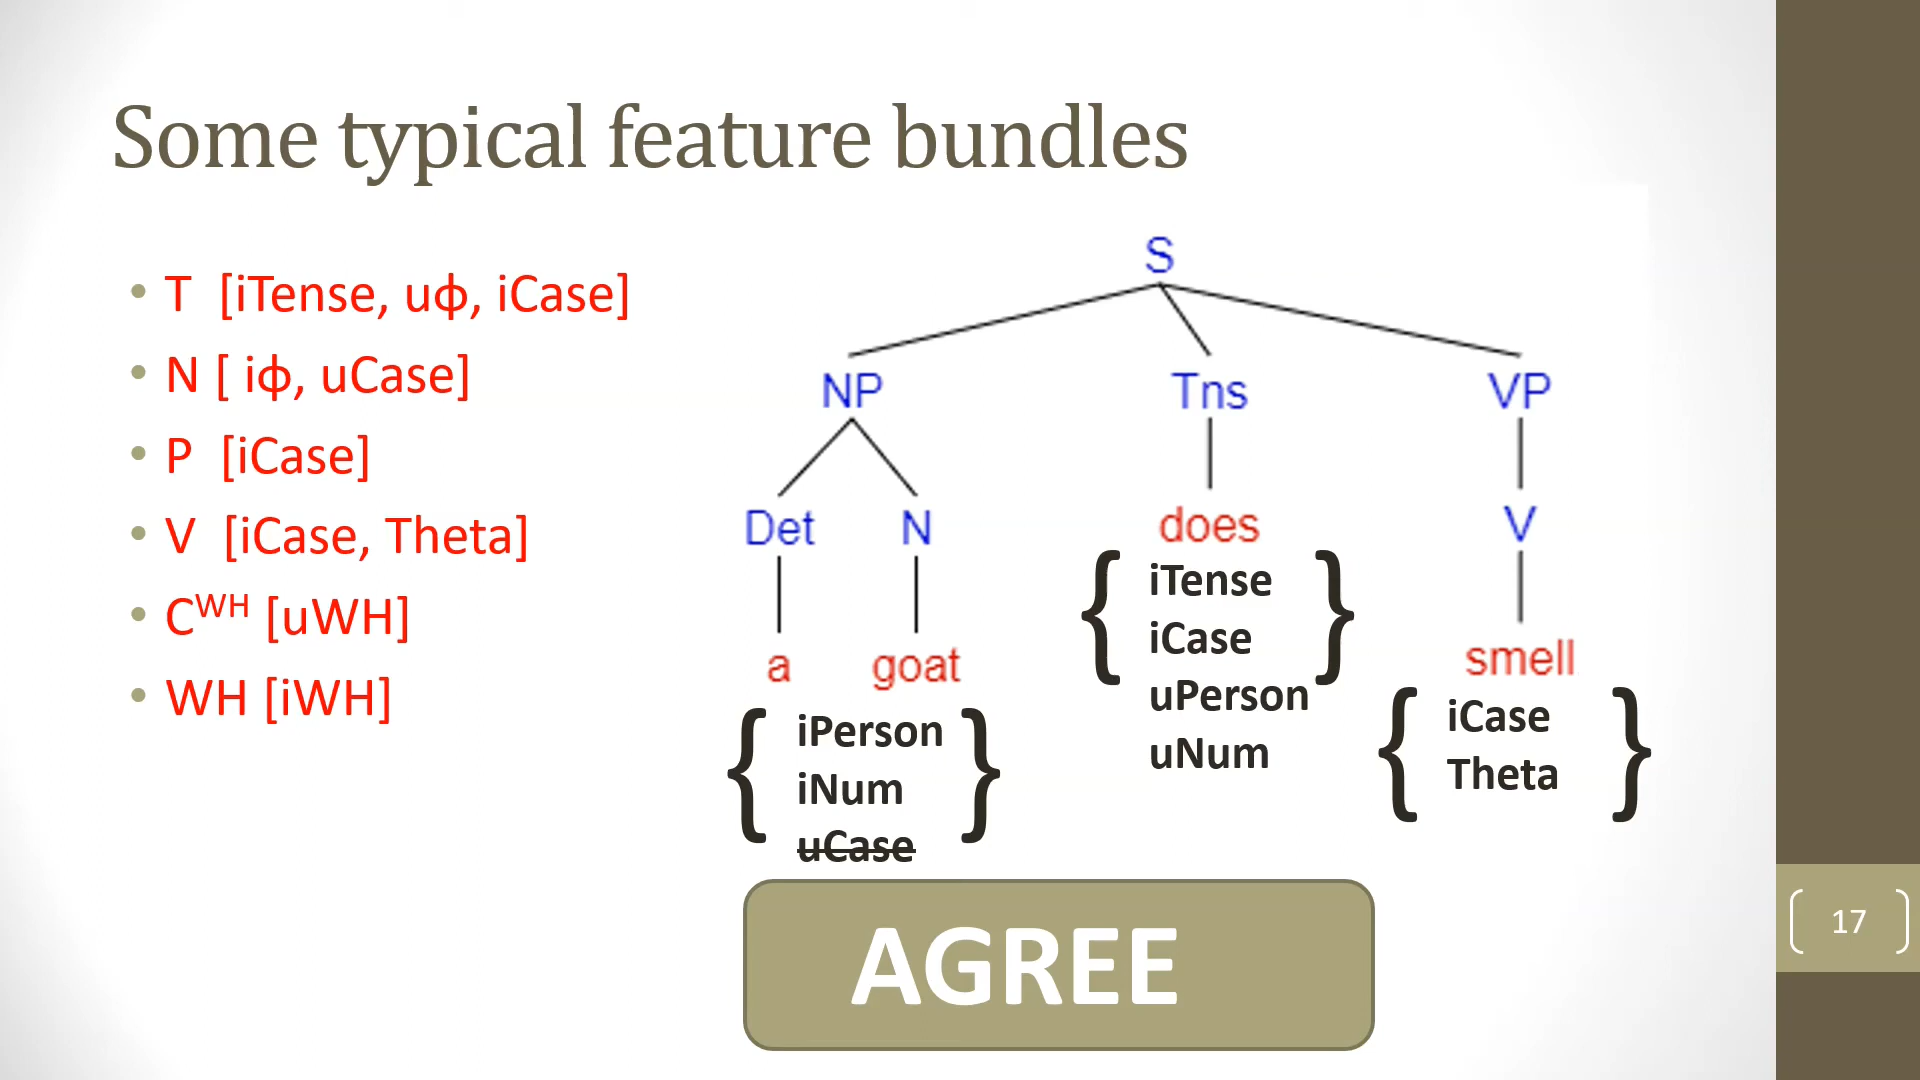 Some typical feature bundles
• T [iTense, uϕ, iCase]
• N [ iϕ, uCase]
• P [iCase]
• V [iCase, Theta]
• Cᵂᴴ [uWH]
• WH [iWH]
S
NP Tns VP
Det N does V
a goat smell
{ iPerson
iNum
uCase }
{ iTense
iCase
uPerson
uNum }
{ iCase
Theta }
AGREE
17